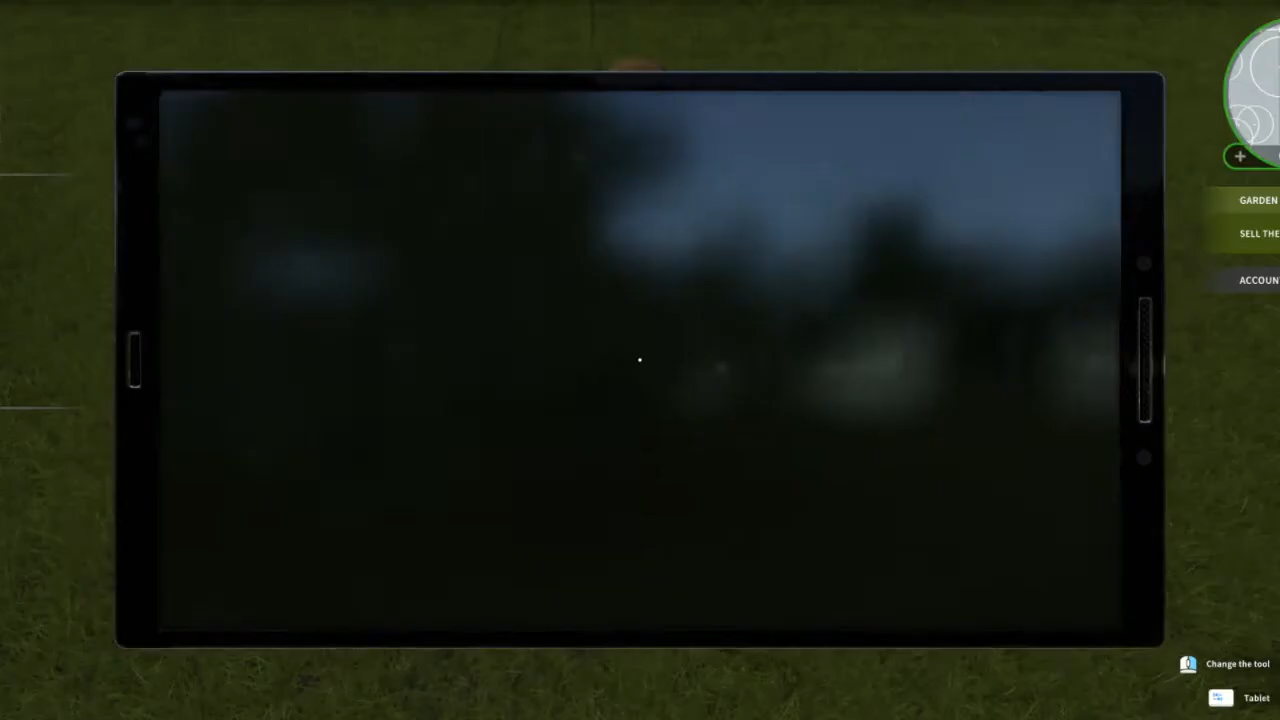 GARDEN
SELL THE
ACCOUN
Change the tool
Tablet